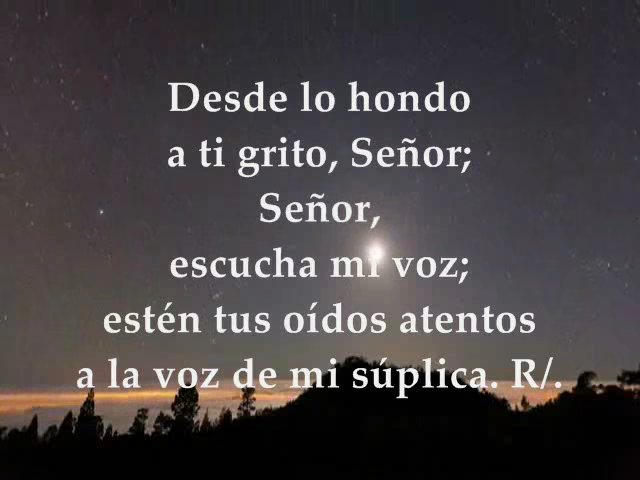 Desde lo hondo
a ti grito, Señor;
Señor,
escucha mi voz;
estén tus oídos atentos
a la voz de mi súplica. R/.